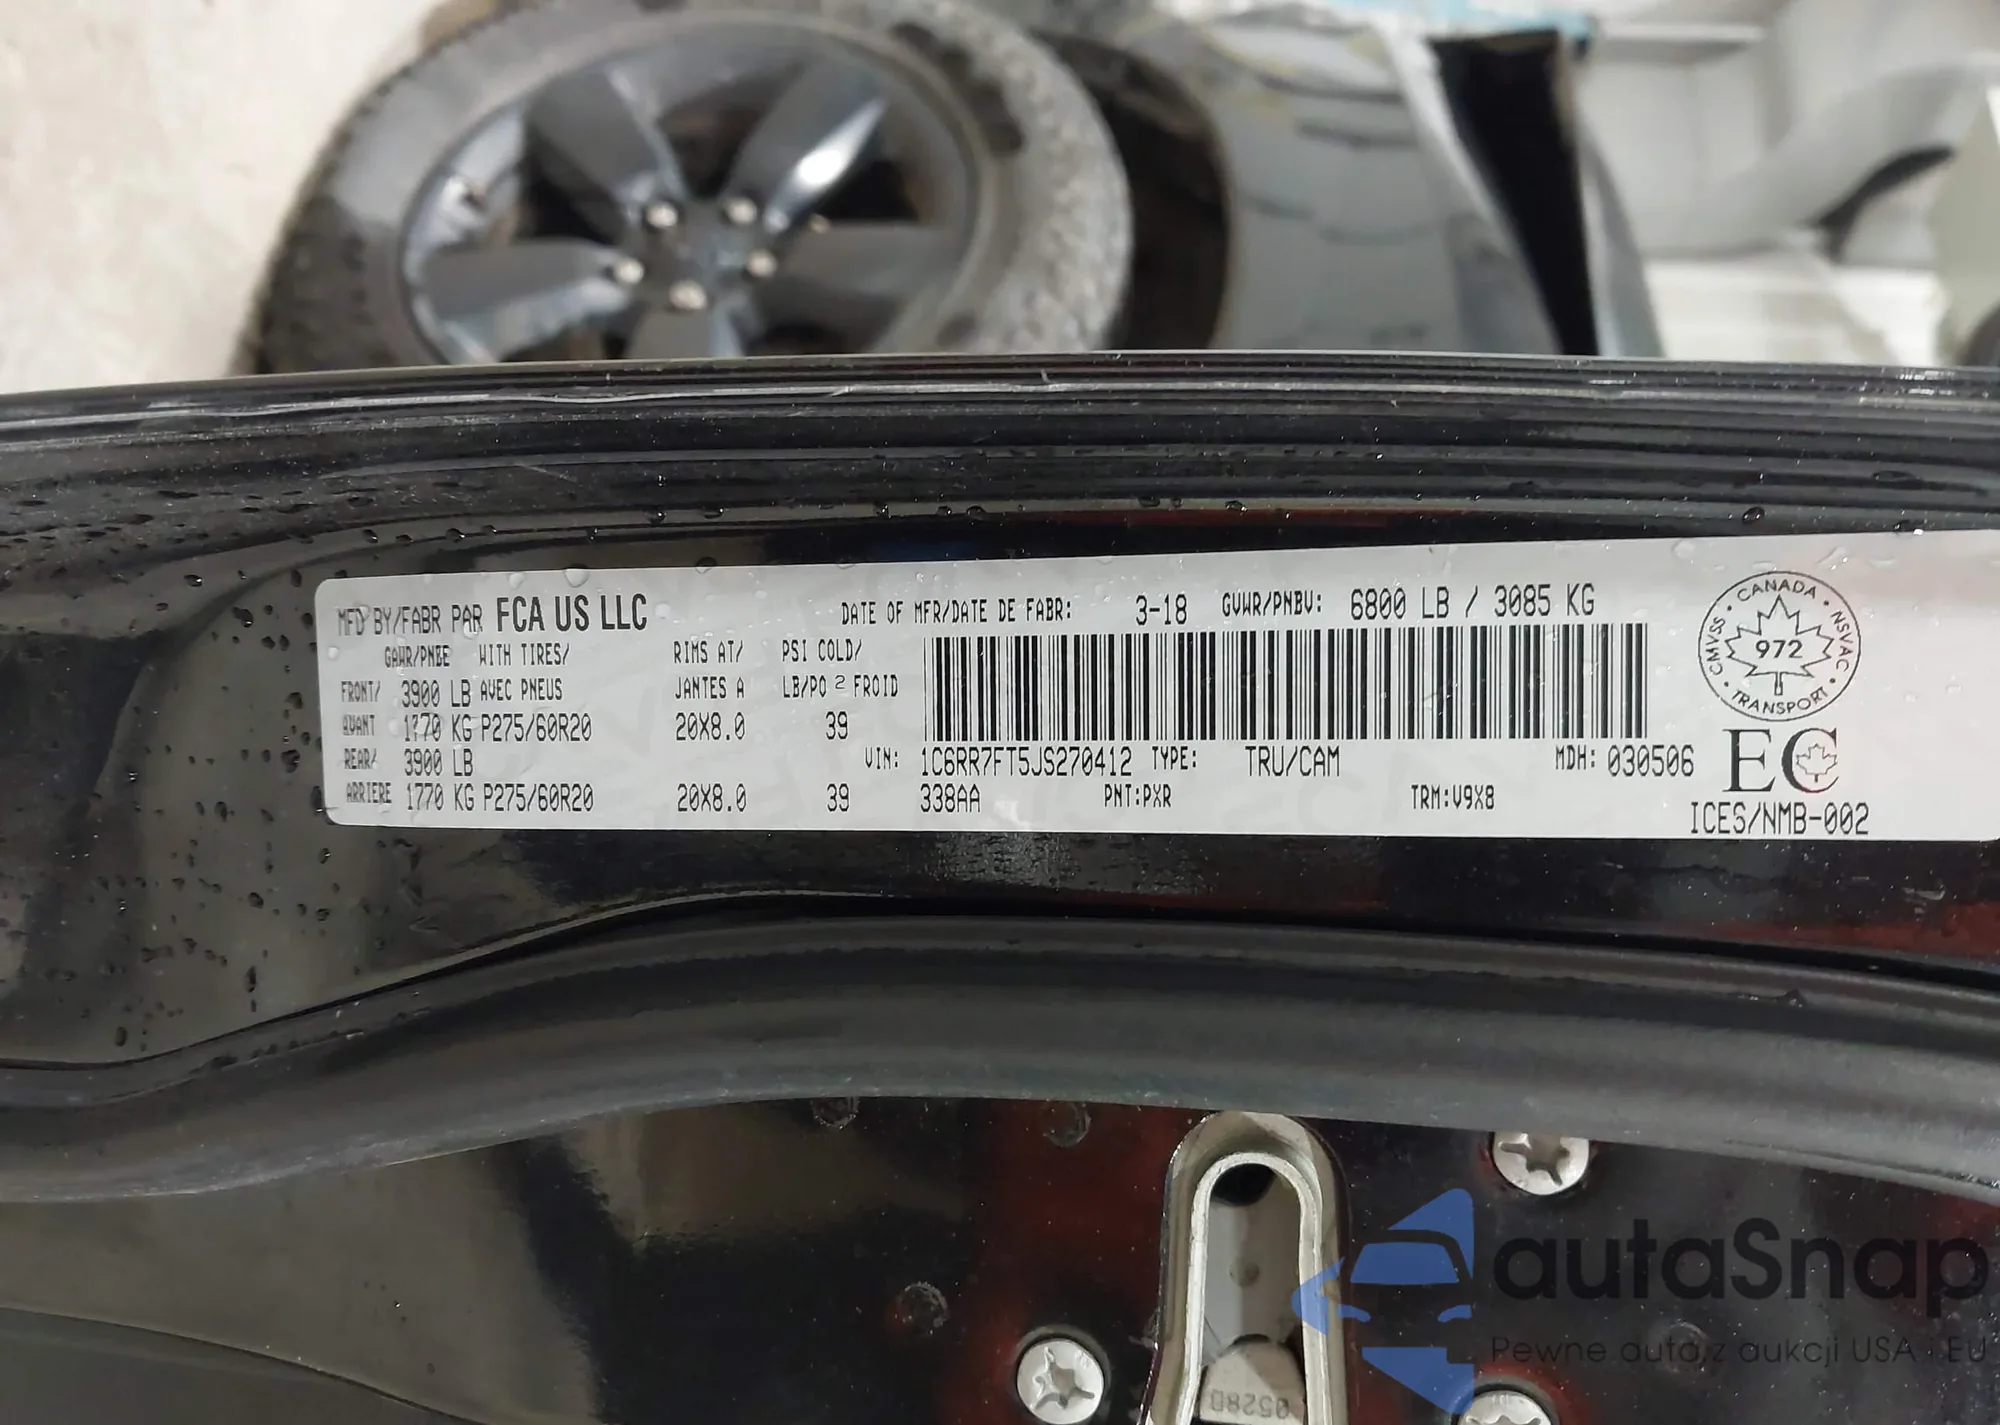 MFD BY/FABR PAR FCA US LLC DATE OF MFR/DATE DE FABR: 3-18 GVWR/PNBV: 6800 LB / 3085 KG
GAWR/PNBE WITH TIRES/ RIMS AT/ PSI COLD/
FRONT/ 3900 LB AVEC PNEUS JANTES A LB/PO 2 FROID
AVANT 1770 KG P275/60R20 20X8.0 39
REAR/ 3900 LB VIN: 1C6RR7FT5JS270412 TYPE: TRU/CAM MDH: 030506
ARRIERE 1770 KG P275/60R20 20X8.0 39 338AA PNT:PXR TRM:V9X8
CANADA · NSVAC · TRANSPORT · CMVSS ·
972
EC
ICES/NMB-002
autaSnap
Pewne auta z aukcji USA i EU
0528D